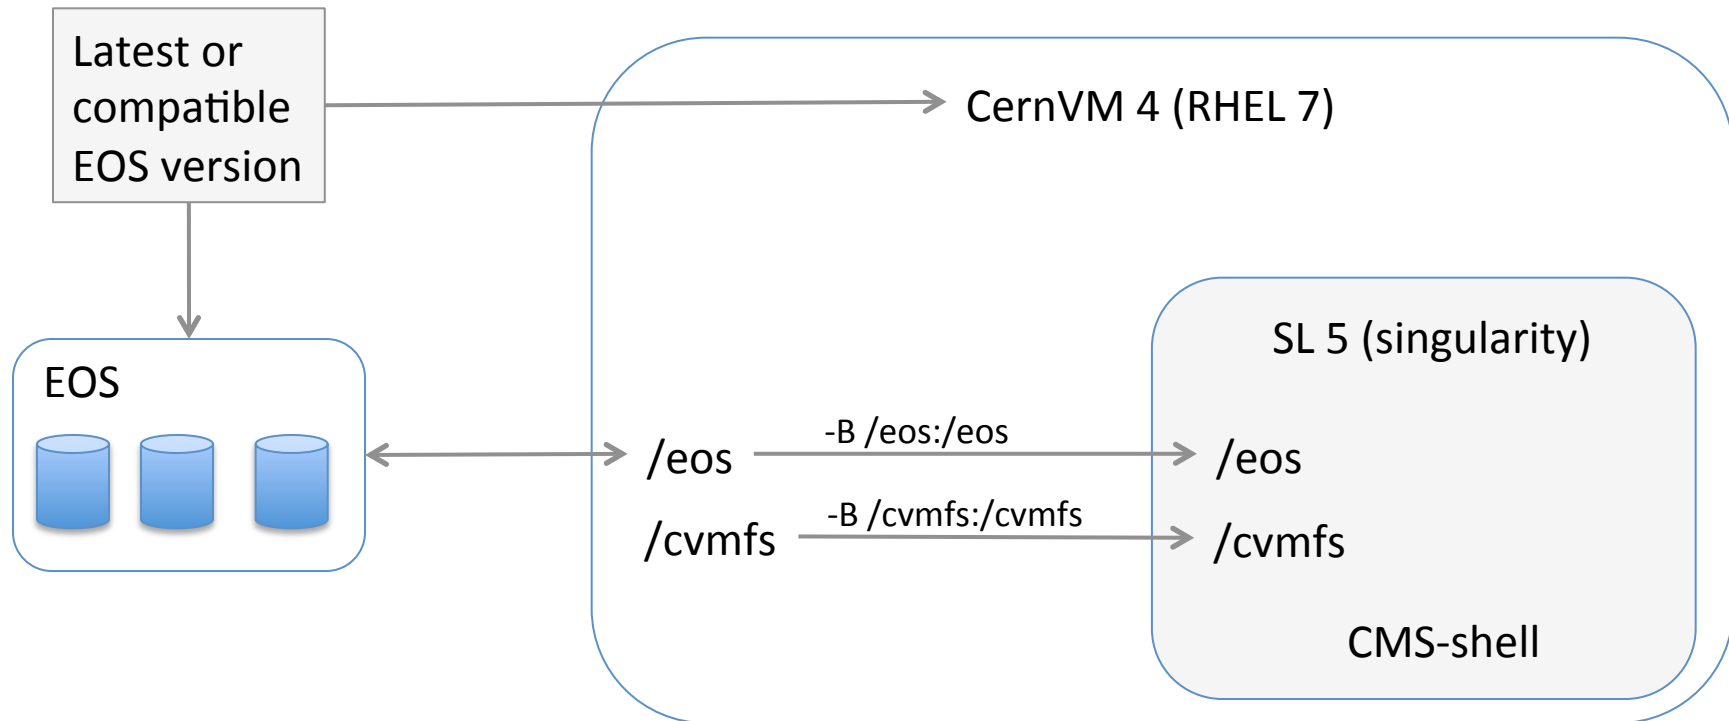 Latest or
compatible
EOS version
CernVM 4 (RHEL 7)
SL 5 (singularity)
EOS
-B /eos:/eos
/eos
/eos
-B /cvmfs:/cvmfs
/cvmfs
/cvmfs
CMS-shell